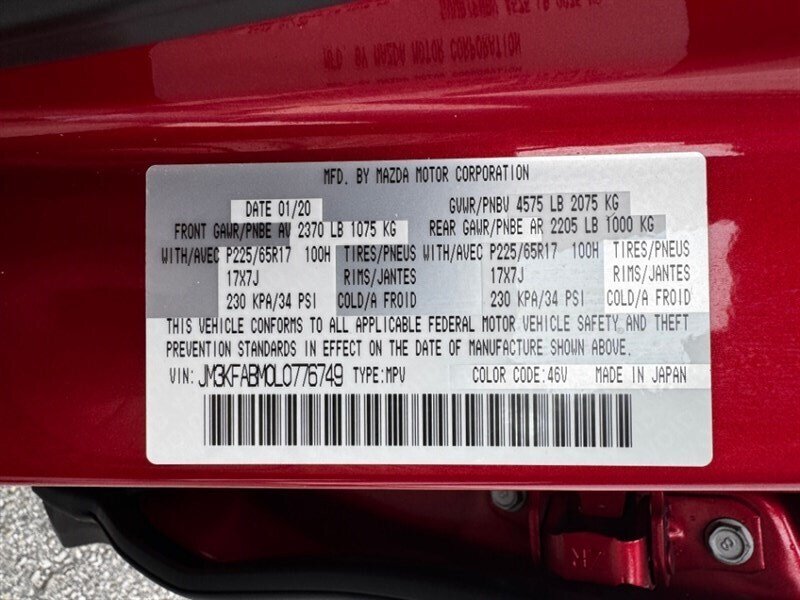 MFD. BY MAZDA MOTOR CORPORATION
DATE 01/20 GVWR/PNBV 4575 LB 2075 KG
FRONT GAWR/PNBE AV 2370 LB 1075 KG REAR GAWR/PNBE AR 2205 LB 1000 KG
WITH/AVEC P225/65R17 100H TIRES/PNEUS WITH/AVEC P225/65R17 100H TIRES/PNEUS
17X7J RIMS/JANTES 17X7J RIMS/JANTES
230 KPA/34 PSI COLD/A FROID 230 KPA/34 PSI COLD/A FROID
THIS VEHICLE CONFORMS TO ALL APPLICABLE FEDERAL MOTOR VEHICLE SAFETY AND THEFT
PREVENTION STANDARDS IN EFFECT ON THE DATE OF MANUFACTURE SHOWN ABOVE.
VIN: JM3KFABM0L0776749 TYPE:MPV COLOR CODE:46V MADE IN JAPAN